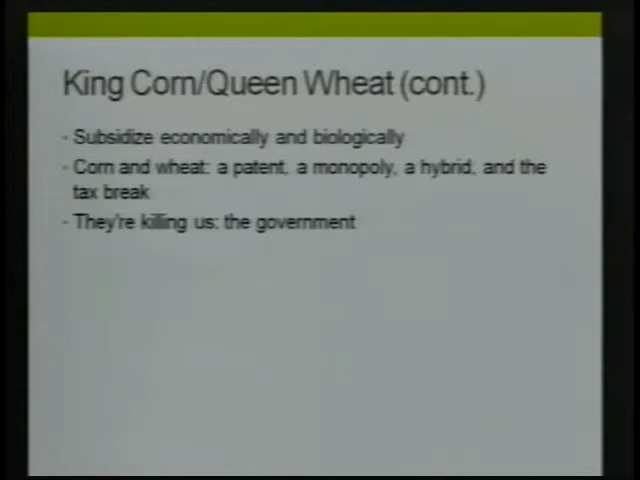 King Corn/Queen Wheat (cont.)
- Subsidize economically and biologically
- Corn and wheat: a patent, a monopoly, a hybrid, and the
tax break
- They're killing us: the government